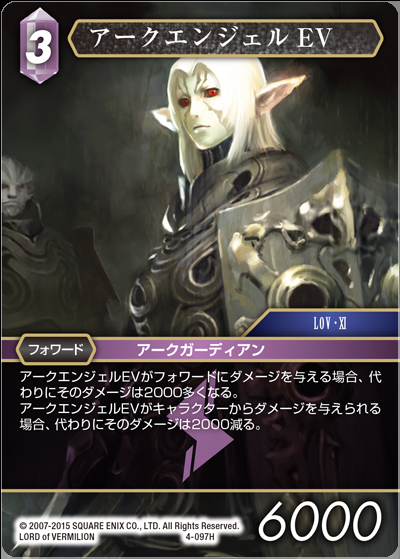 3
アークエンジェルEV
LOV・XI
フォワード
アークガーディアン
アークエンジェルEVがフォワードにダメージを与える場合、代
わりにそのダメージは2000多くなる。
アークエンジェルEVがキャラクターからダメージを与えられる
場合、代わりにそのダメージは2000減る。
© 2007-2015 SQUARE ENIX CO., LTD. All Rights Reserved.
LORD of VERMILION
4-097H
6000